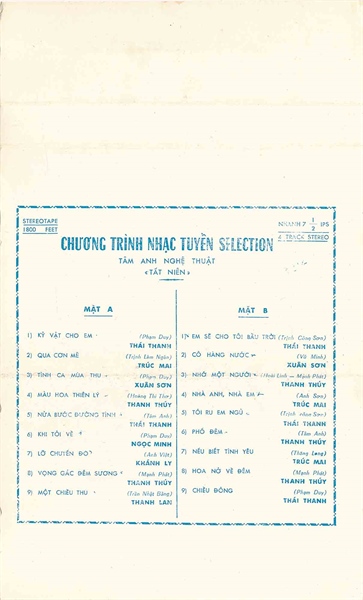 STEREOTAPE
1800 FEET
NHANH 7 1/2 IPS
4 TRACK STEREO
CHƯƠNG TRÌNH NHẠC TUYỂN SELECTION
TÂM ANH NGHỆ THUẬT
«TẤT NIÊN»
MẶT A
1) KỶ VẬT CHO EM (Phạm Duy)
THÁI THANH
2) QUA CƠN MÊ (Trịnh Lâm Ngân)
TRÚC MAI
3) TÌNH CA MÙA THU (Phạm Duy)
XUÂN SƠN
4) MÀU HOA THIÊN LÝ (Hoàng Thi Thơ)
THANH THÚY
5) NỬA BƯỚC ĐƯỜNG TÌNH (Tâm Anh)
THÁI THANH
6) KHI TÔI VỀ (Phạm Duy)
NGỌC MINH
7) LỠ CHUYẾN ĐÒ (Anh Việt)
KHÁNH LY
8) VỌNG GÁC ĐÊM SƯƠNG (Mạnh Phát)
THANH THÚY
9) MỘT CHIỀU THU (Trần Nhật Bằng)
THANH LAN
MẶT B
1) EM SẼ CHO TÔI BẦU TRỜI (Trịnh Công Sơn)
THÁI THANH
2) CÔ HÀNG NƯỚC (Vũ Minh)
XUÂN SƠN
3) NHỚ MỘT NGƯỜI (Hoài Linh - Mạnh Phát)
THANH THÚY
4) NHÀ ANH, NHÀ EM (Anh Sơn)
TRÚC MAI
5) TÔI RU EM NGỦ (Trịnh Công Sơn)
THÁI THANH
6) PHỐ ĐÊM (Tâm Anh)
THANH THÚY
7) NẾU BIẾT TÌNH YÊU (Thăng Long)
TRÚC MAI
8) HOA NỞ VỀ ĐÊM (Mạnh Phát)
THANH THÚY
9) CHIỀU ĐÔNG (Phạm Duy)
THÁI THANH